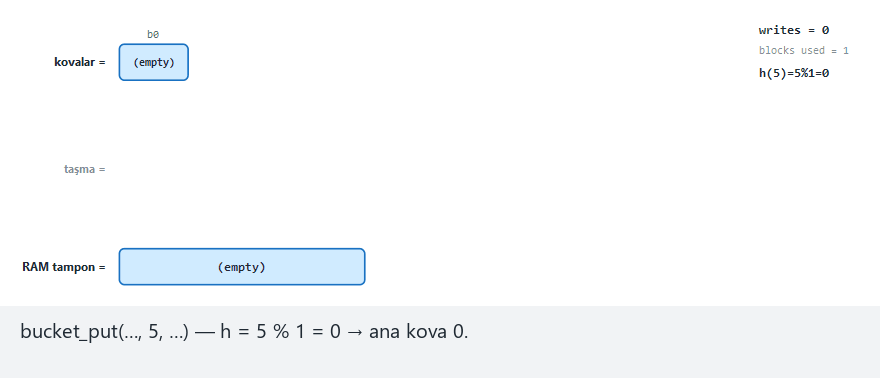 b0
kovalar =
(empty)
writes = 0
blocks used = 1
h(5)=5%1=0
taşma =
RAM tampon =
(empty)
bucket_put(…, 5, …) — h = 5 % 1 = 0 → ana kova 0.